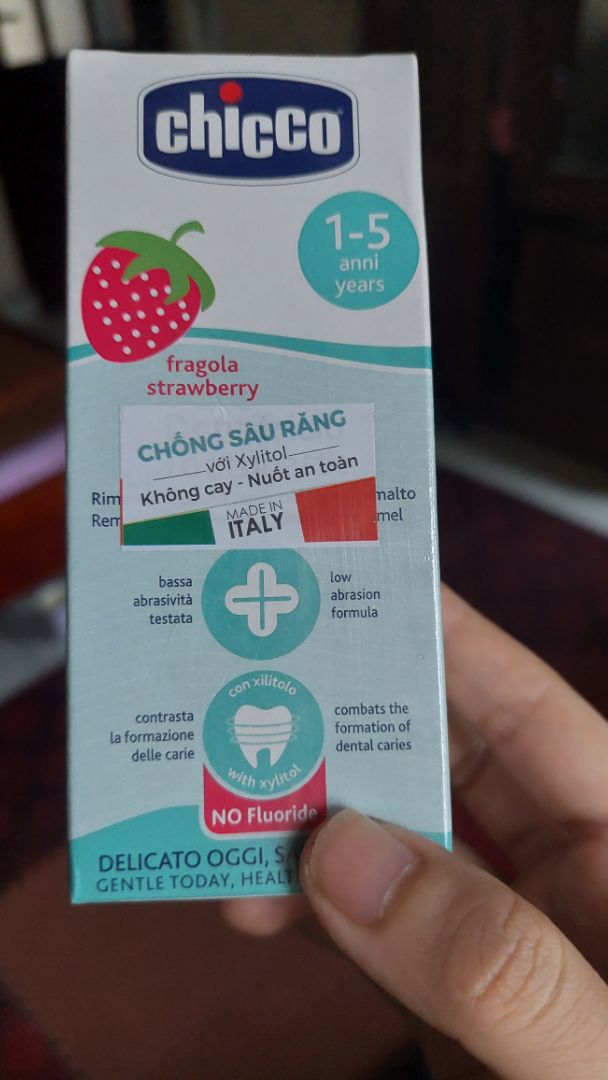 chicco
1-5
anni
years
fragola
strawberry
CHỐNG SÂU RĂNG
với Xylitol
Không cay - Nuốt an toàn
MADE IN
ITALY
bassa
abrasività
testata
low
abrasion
formula
con xilitolo
contrasta
la formazione
delle carie
combats the
formation of
dental caries
with xylitol
NO Fluoride
DELICATO OGGI,
GENTLE TODAY,